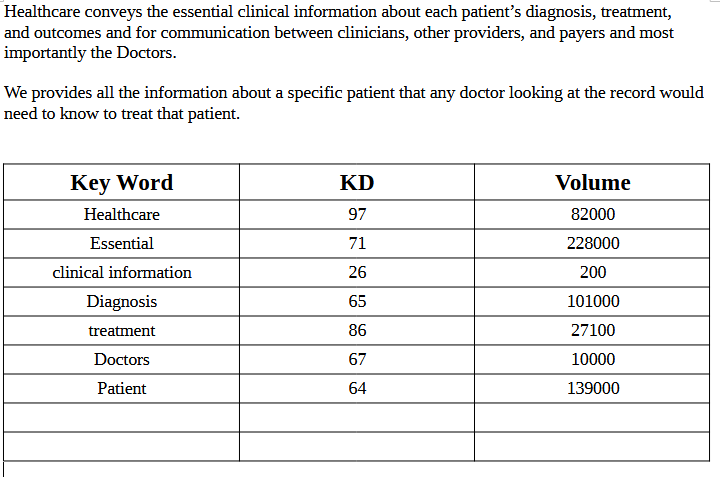 Healthcare conveys the essential clinical information about each patient’s diagnosis, treatment,
and outcomes and for communication between clinicians, other providers, and payers and most
importantly the Doctors.
We provides all the information about a specific patient that any doctor looking at the record would
need to know to treat that patient.
Key Word KD Volume
Healthcare 97 82000
Essential 71 228000
clinical information 26 200
Diagnosis 65 101000
treatment 86 27100
Doctors 67 10000
Patient 64 139000